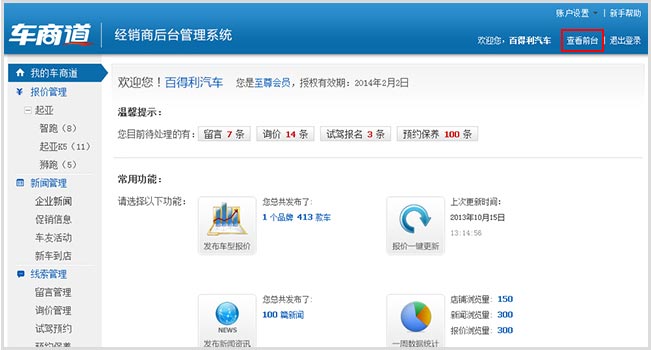 账户设置 | 新手帮助
车商道 经销商后台管理系统
欢迎您，百得利汽车 查看前台 | 退出登录
我的车商道
¥ 报价管理
起亚
智跑（8）
起亚K5（11）
狮跑（5）
新闻管理
企业新闻
促销信息
车友活动
新车到店
线索管理
留言管理
询价管理
试驾预约
预约保养
欢迎您！百得利汽车 您是至尊会员，授权有效期：2014年2月2日
温馨提示：
您目前待处理的有： 留言 7 条 询价 14 条 试驾报名 3 条 预约保养 100 条
常用功能：
请选择以下功能：
发布车型报价
您总共发布了：
1 个品牌 413 款车
报价一键更新
上次更新时间：
2013年10月15日
13:14:58
NEWS
发布新闻资讯
您总共发布了：
100 篇新闻
一周数据统计
店铺浏览量： 150
新闻浏览量： 300
报价浏览量： 300